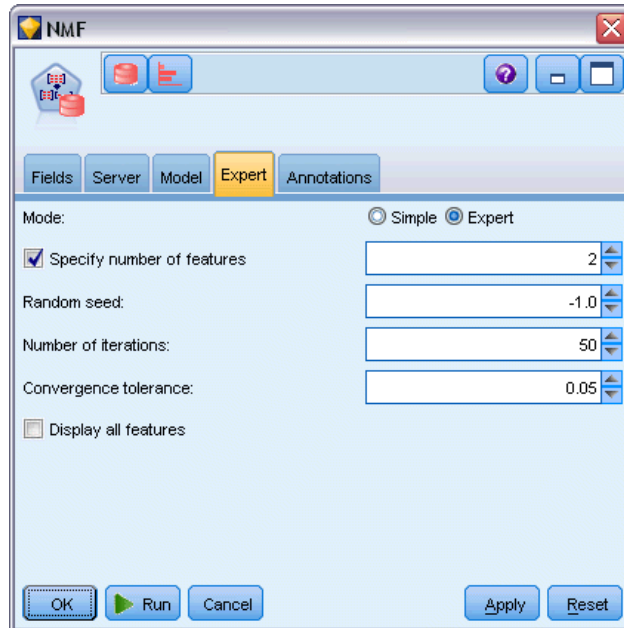 NMF
Fields Server Model Expert Annotations
Mode: Simple Expert
Specify number of features 2
Random seed: -1.0
Number of iterations: 50
Convergence tolerance: 0.05
Display all features
OK Run Cancel Apply Reset